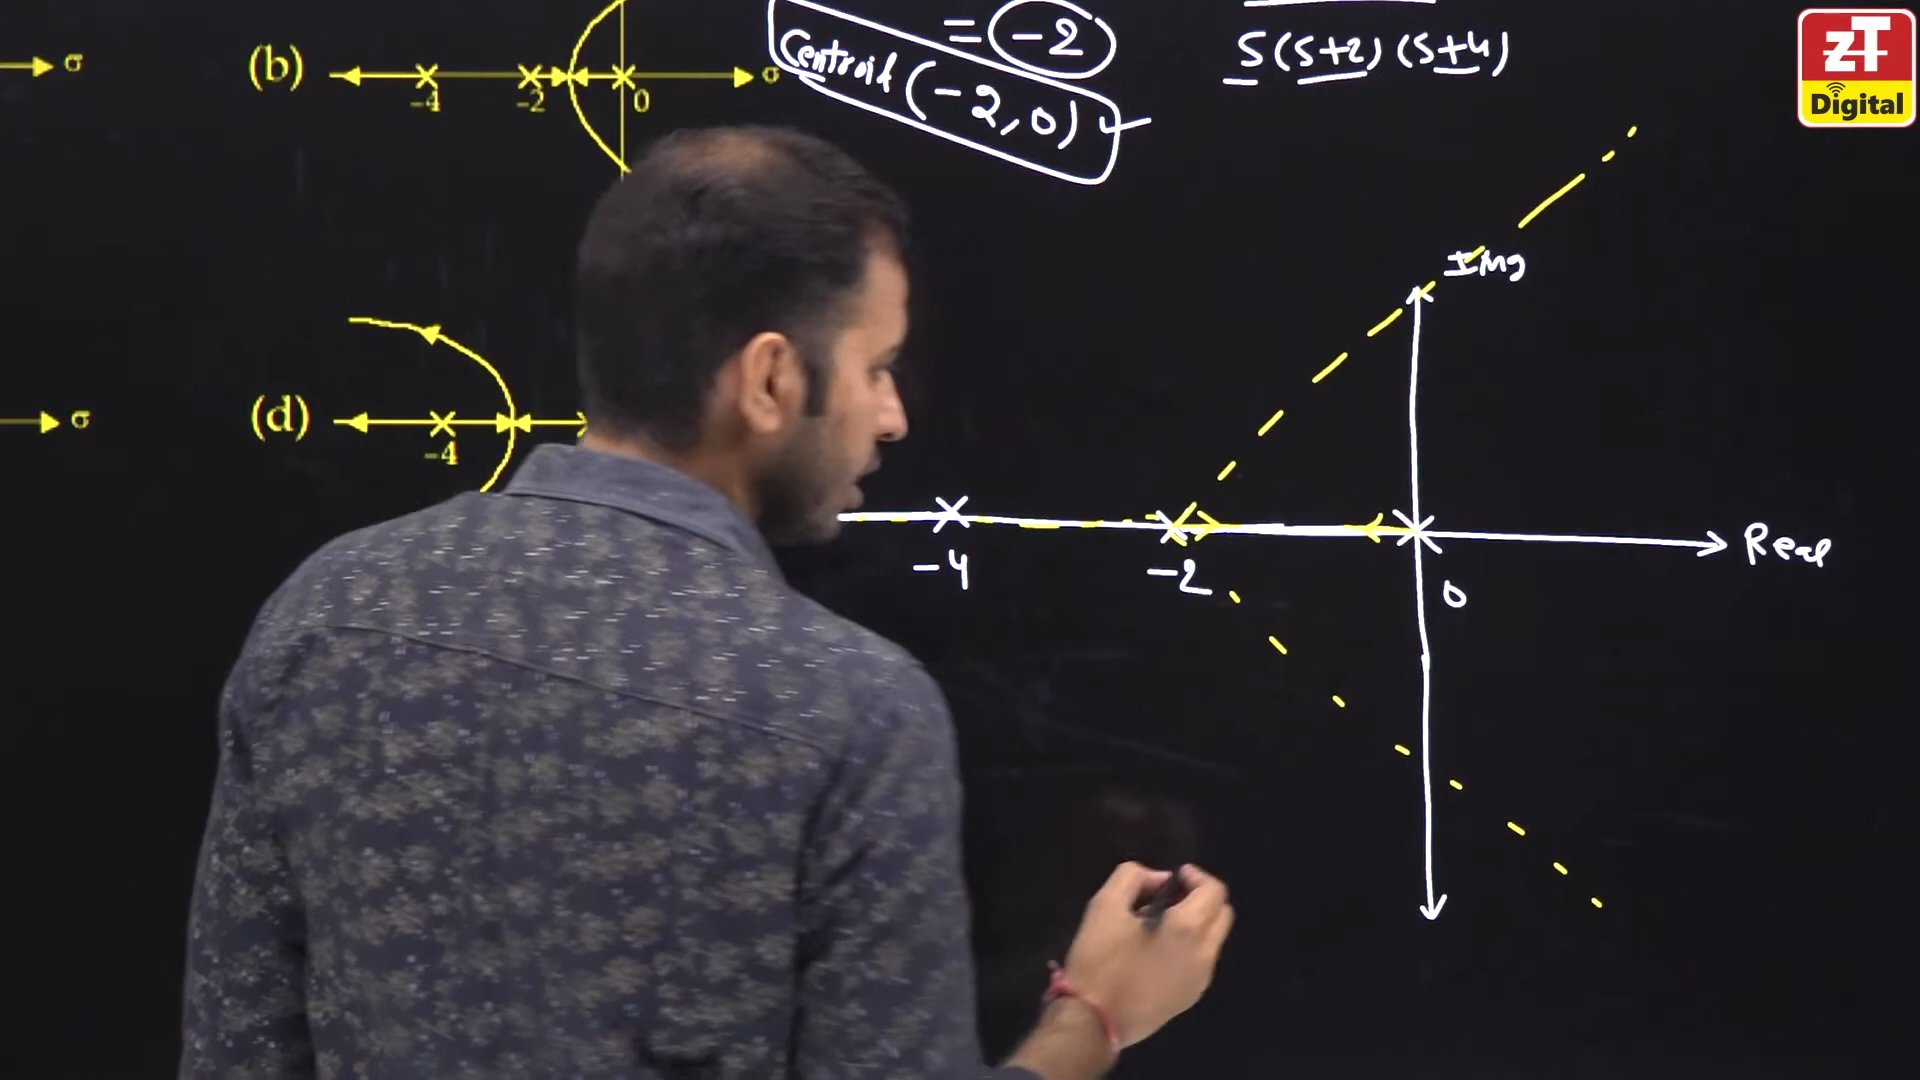 σ
(b)
-4
-2
0
σ
= -2
Centroid (-2, 0)
S(S+2) (S+4)
ZT
Digital
Img
σ
(d)
-4
Real
-4
-2
0